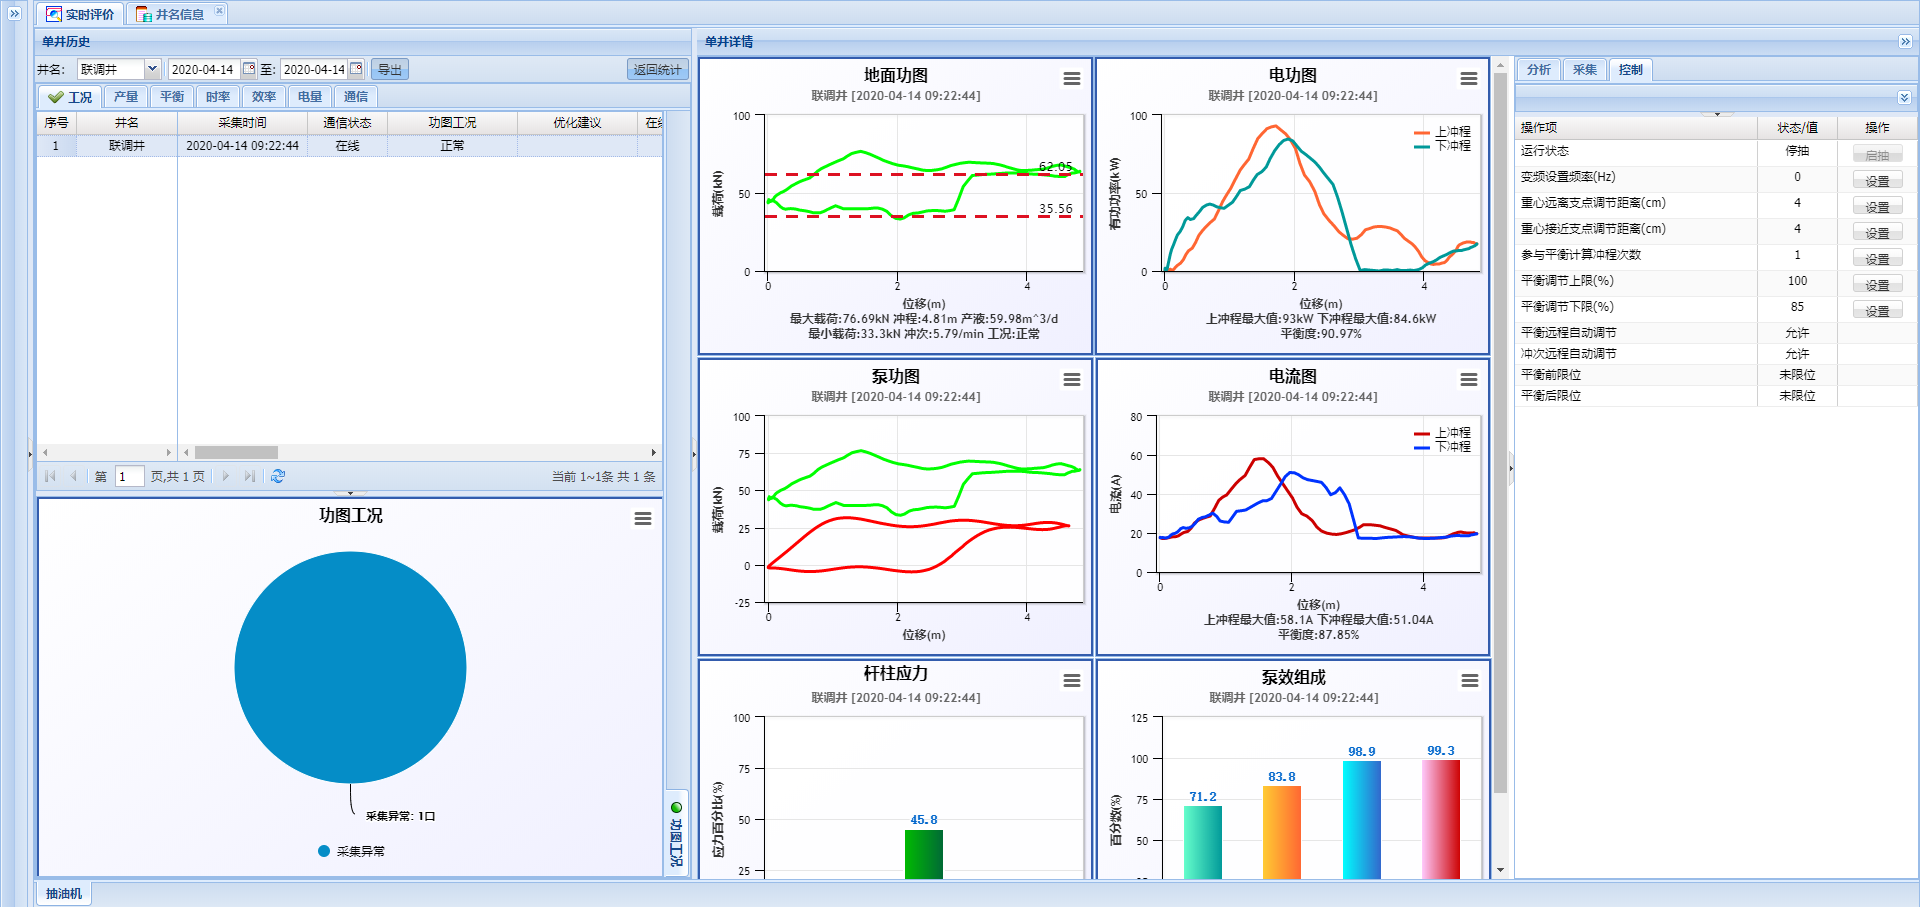 实时评价 井名信息
单井历史
井名: 联调井 2020-04-14 至: 2020-04-14 导出 返回统计
工况 产量 平衡 时率 效率 电量 通信
序号 井名 采集时间 通信状态 功图工况 优化建议
1 联调井 2020-04-14 09:22:44 在线 正常
第 1 页,共 1 页 当前 1~1条 共 1 条
功图工况
采集异常: 1口
采集异常
功图工况
抽油机
单井详情
地面功图
联调井 [2020-04-14 09:22:44]
载荷(kN)
100
50
0
62.05
35.56
0 2 4
位移(m)
最大载荷:76.69kN 冲程:4.81m 产液:59.98m^3/d
最小载荷:33.3kN 冲次:5.79/min 工况:正常
电功图
联调井 [2020-04-14 09:22:44]
有功功率(kW)
100
50
0
上冲程
下冲程
0 2 4
位移(m)
上冲程最大值:93kW 下冲程最大值:84.6kW
平衡度:90.97%
泵功图
联调井 [2020-04-14 09:22:44]
载荷(kN)
100
75
50
25
0
-25
0 2 4
位移(m)
电流图
联调井 [2020-04-14 09:22:44]
电流(A)
80
60
40
20
0
上冲程
下冲程
0 2 4
位移(m)
上冲程最大值:58.1A 下冲程最大值:51.04A
平衡度:87.85%
杆柱应力
联调井 [2020-04-14 09:22:44]
应力百分比(%)
100
75
50
25
45.8
泵效组成
联调井 [2020-04-14 09:22:44]
百分数(%)
125
100
75
50
71.2 83.8 98.9 99.3
分析 采集 控制
操作项 状态/值 操作
运行状态 停抽 启抽
变频设置频率(Hz) 0 设置
重心远离支点调节距离(cm) 4 设置
重心接近支点调节距离(cm) 4 设置
参与平衡计算冲程次数 1 设置
平衡调节上限(%) 100 设置
平衡调节下限(%) 85 设置
平衡远程自动调节 允许
冲次远程自动调节 允许
平衡前限位 未限位
平衡后限位 未限位